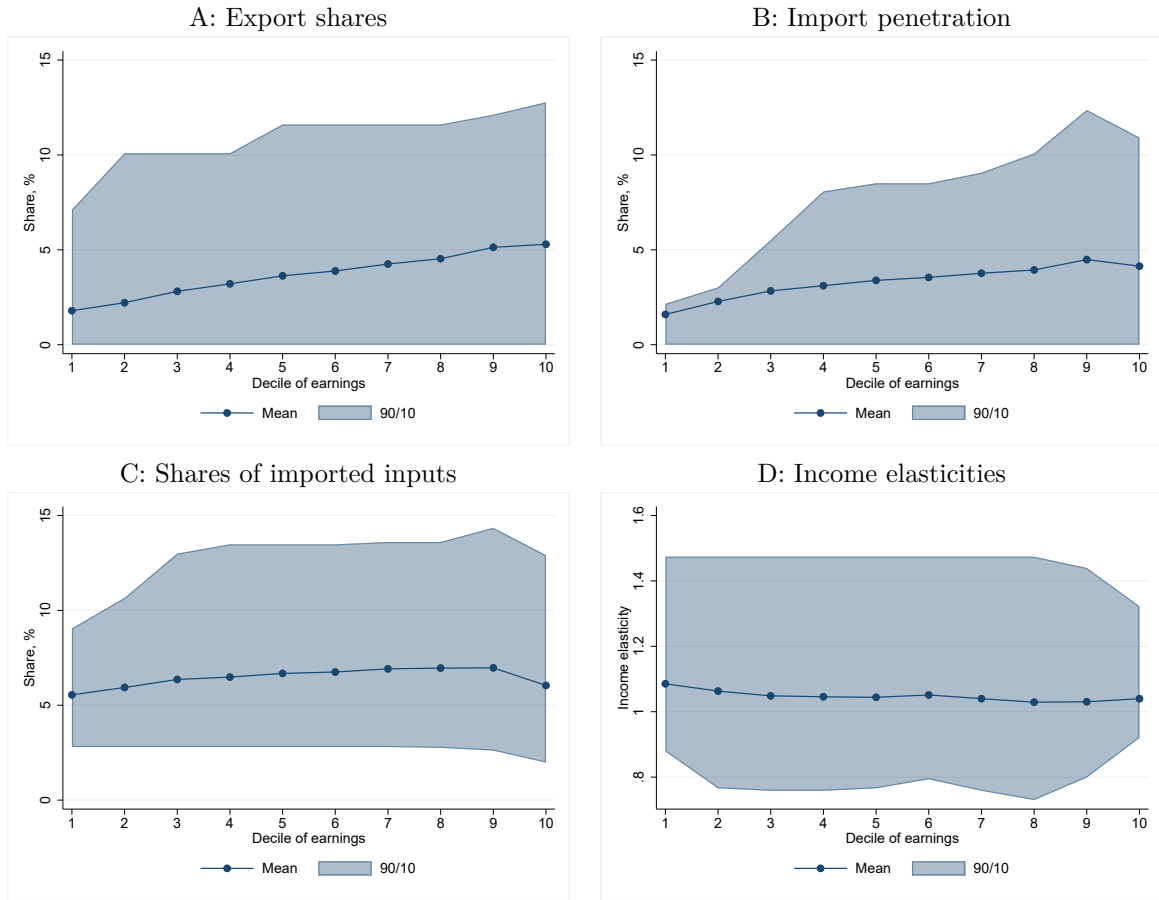 A: Export shares
Share, %
15
10
5
0
1 2 3 4 5 6 7 8 9 10
Decile of earnings
Mean 90/10
B: Import penetration
Share, %
15
10
5
0
1 2 3 4 5 6 7 8 9 10
Decile of earnings
Mean 90/10
C: Shares of imported inputs
Share, %
15
10
5
0
1 2 3 4 5 6 7 8 9 10
Decile of earnings
Mean 90/10
D: Income elasticities
Income elasticity
1.6
1.4
1.2
1
.8
1 2 3 4 5 6 7 8 9 10
Decile of earnings
Mean 90/10